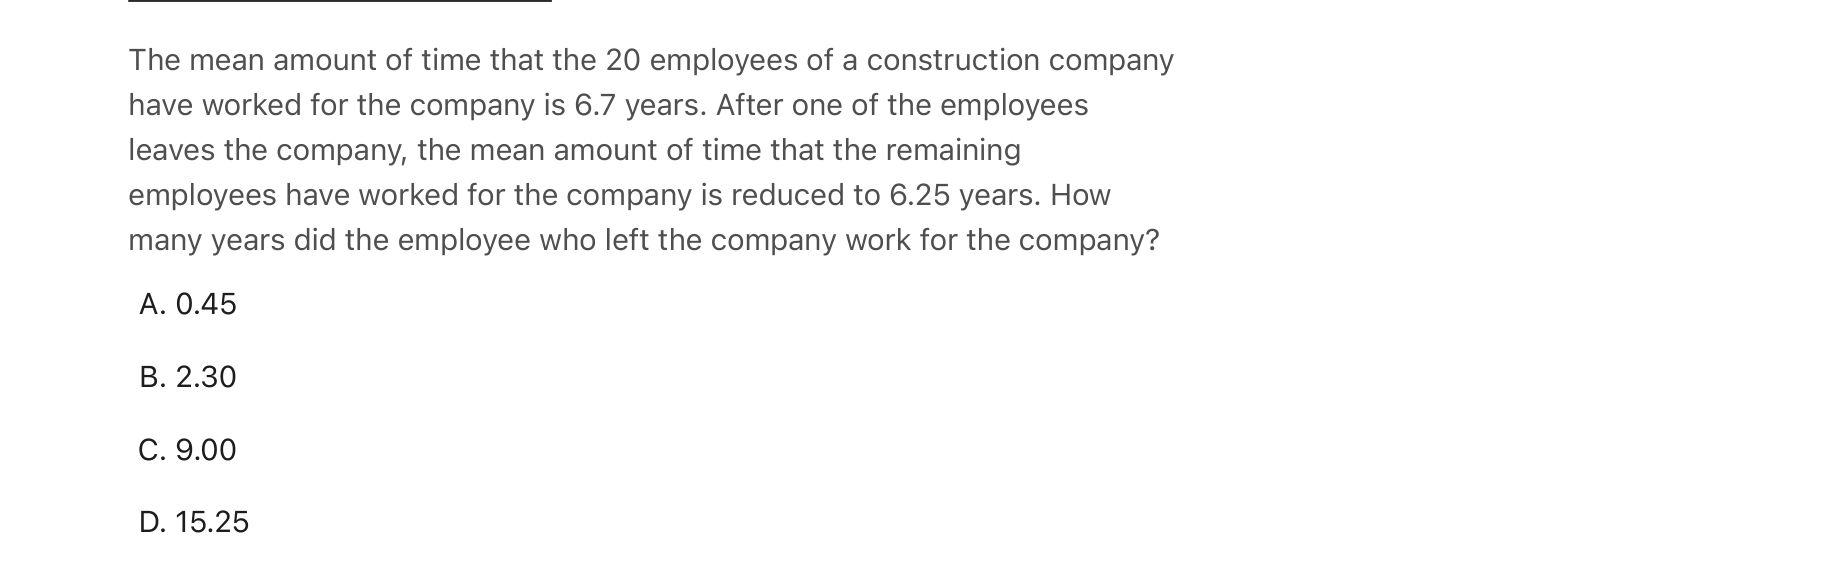 The mean amount of time that the 20 employees of a construction company
have worked for the company is 6.7 years. After one of the employees
leaves the company, the mean amount of time that the remaining
employees have worked for the company is reduced to 6.25 years. How
many years did the employee who left the company work for the company?
A. 0.45
B. 2.30
C. 9.00
D. 15.25